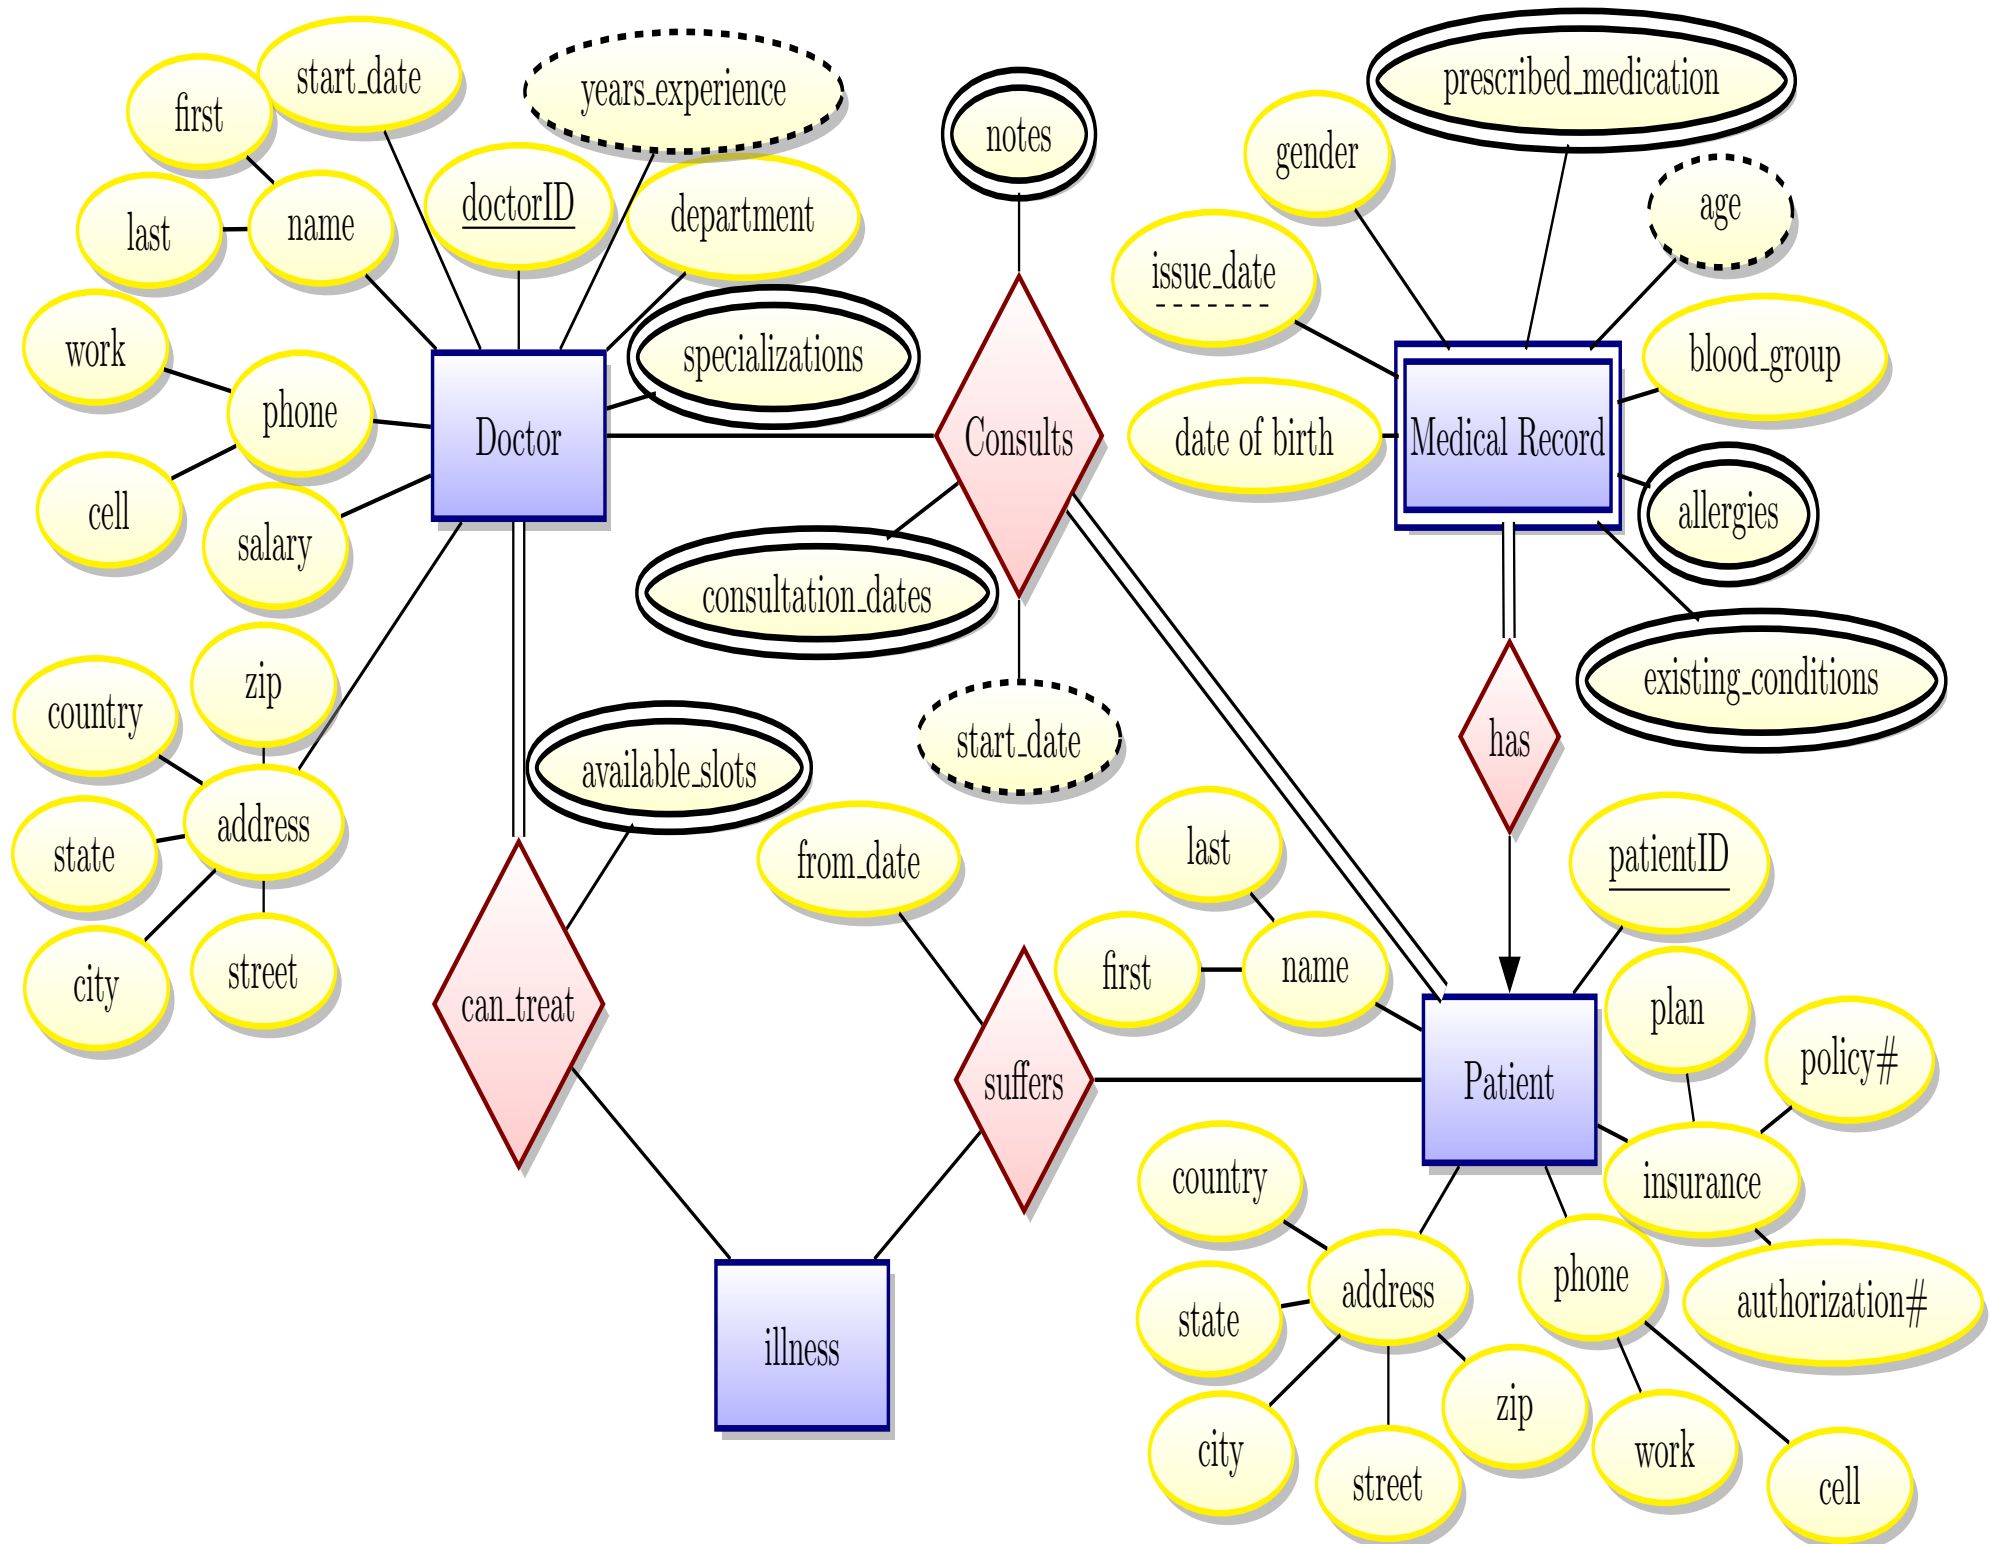 start_date
years_experience
prescribed_medication
first
notes
gender
doctorID
department
age
last
name
issue_date
work
specializations
blood_group
phone
Doctor
Consults
date of birth
Medical Record
cell
allergies
salary
consultation_dates
zip
existing_conditions
country
start_date
has
available_slots
address
state
last
from_date
patientID
street
city
can_treat
first
name
plan
policy#
suffers
Patient
country
insurance
address
phone
authorization#
state
illness
zip
city
work
street
cell